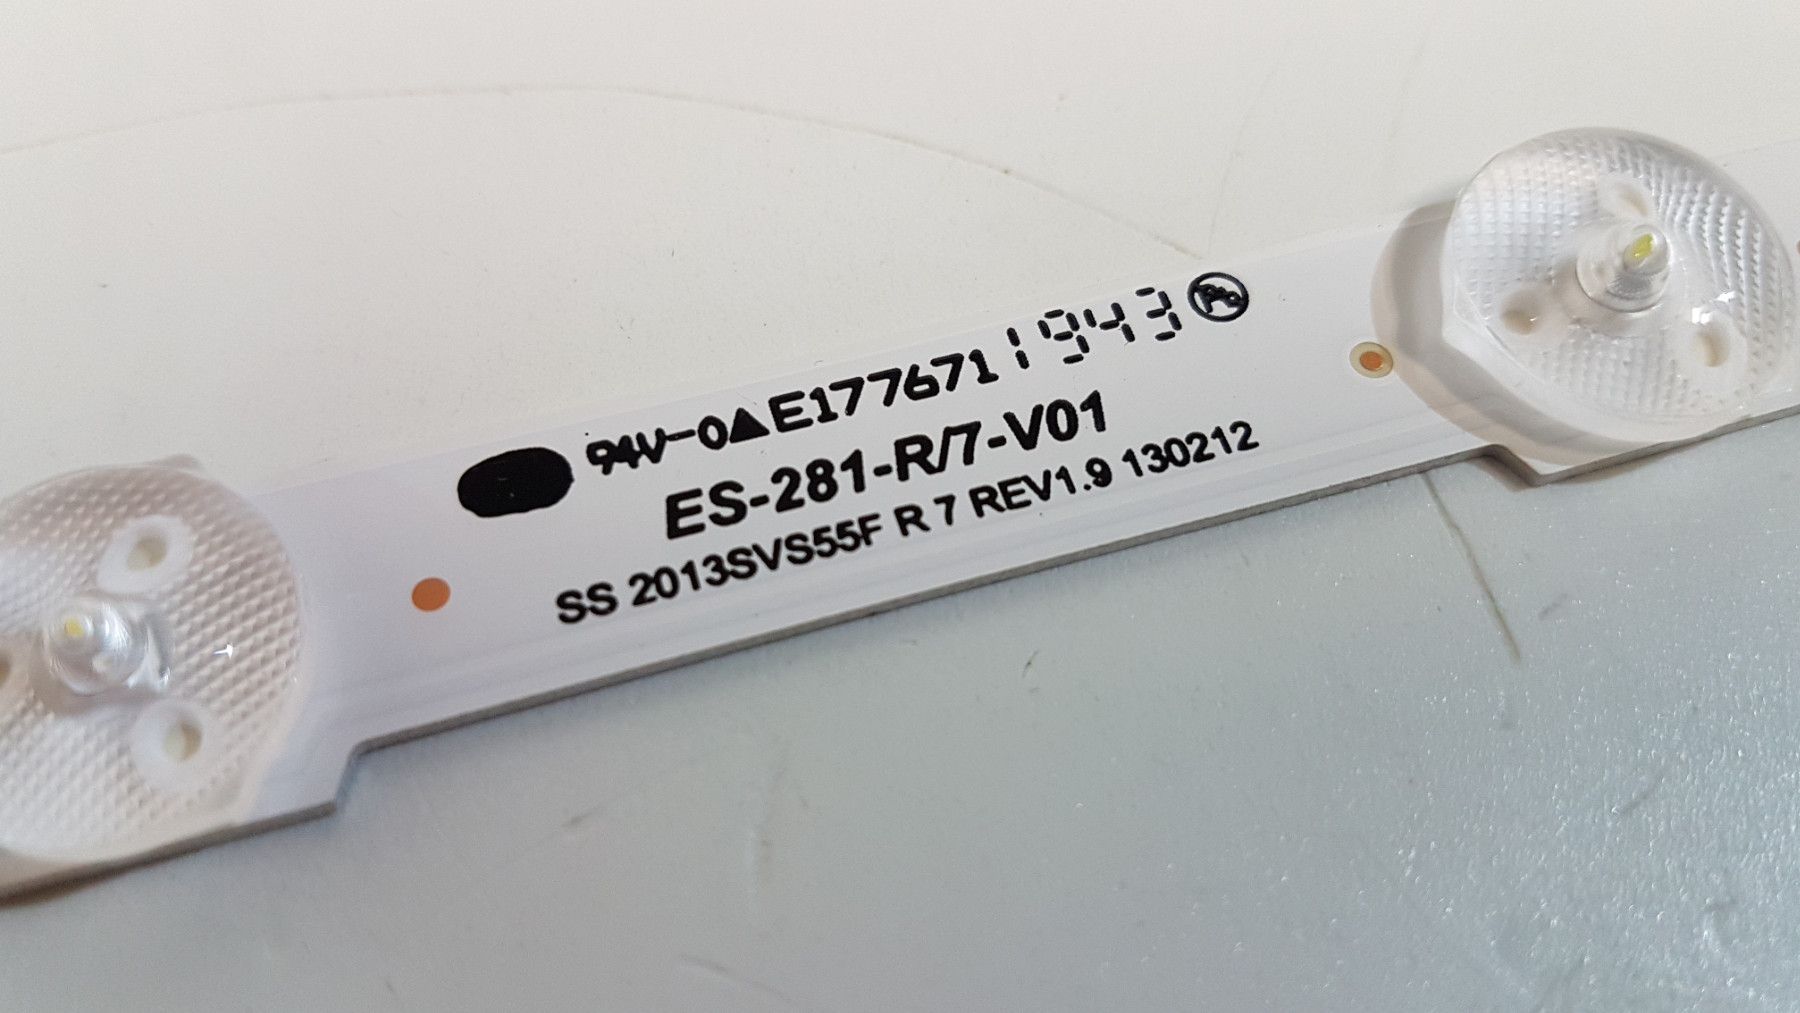 94V-0▲E177671 1943
ES-281-R/7-V01
SS 2013SVS55F R 7 REV1.9 130212